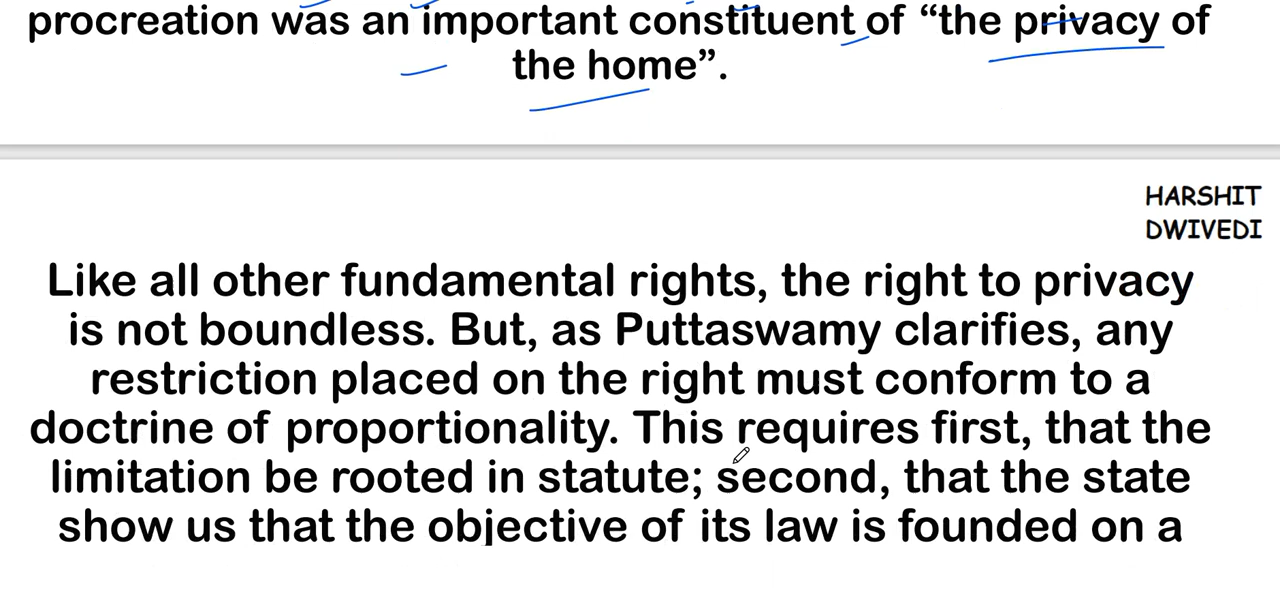 procreation was an important constituent of “the privacy of
the home”.
HARSHIT
DWIVEDI
Like all other fundamental rights, the right to privacy
is not boundless. But, as Puttaswamy clarifies, any
restriction placed on the right must conform to a
doctrine of proportionality. This requires first, that the
limitation be rooted in statute; second, that the state
show us that the objective of its law is founded on a